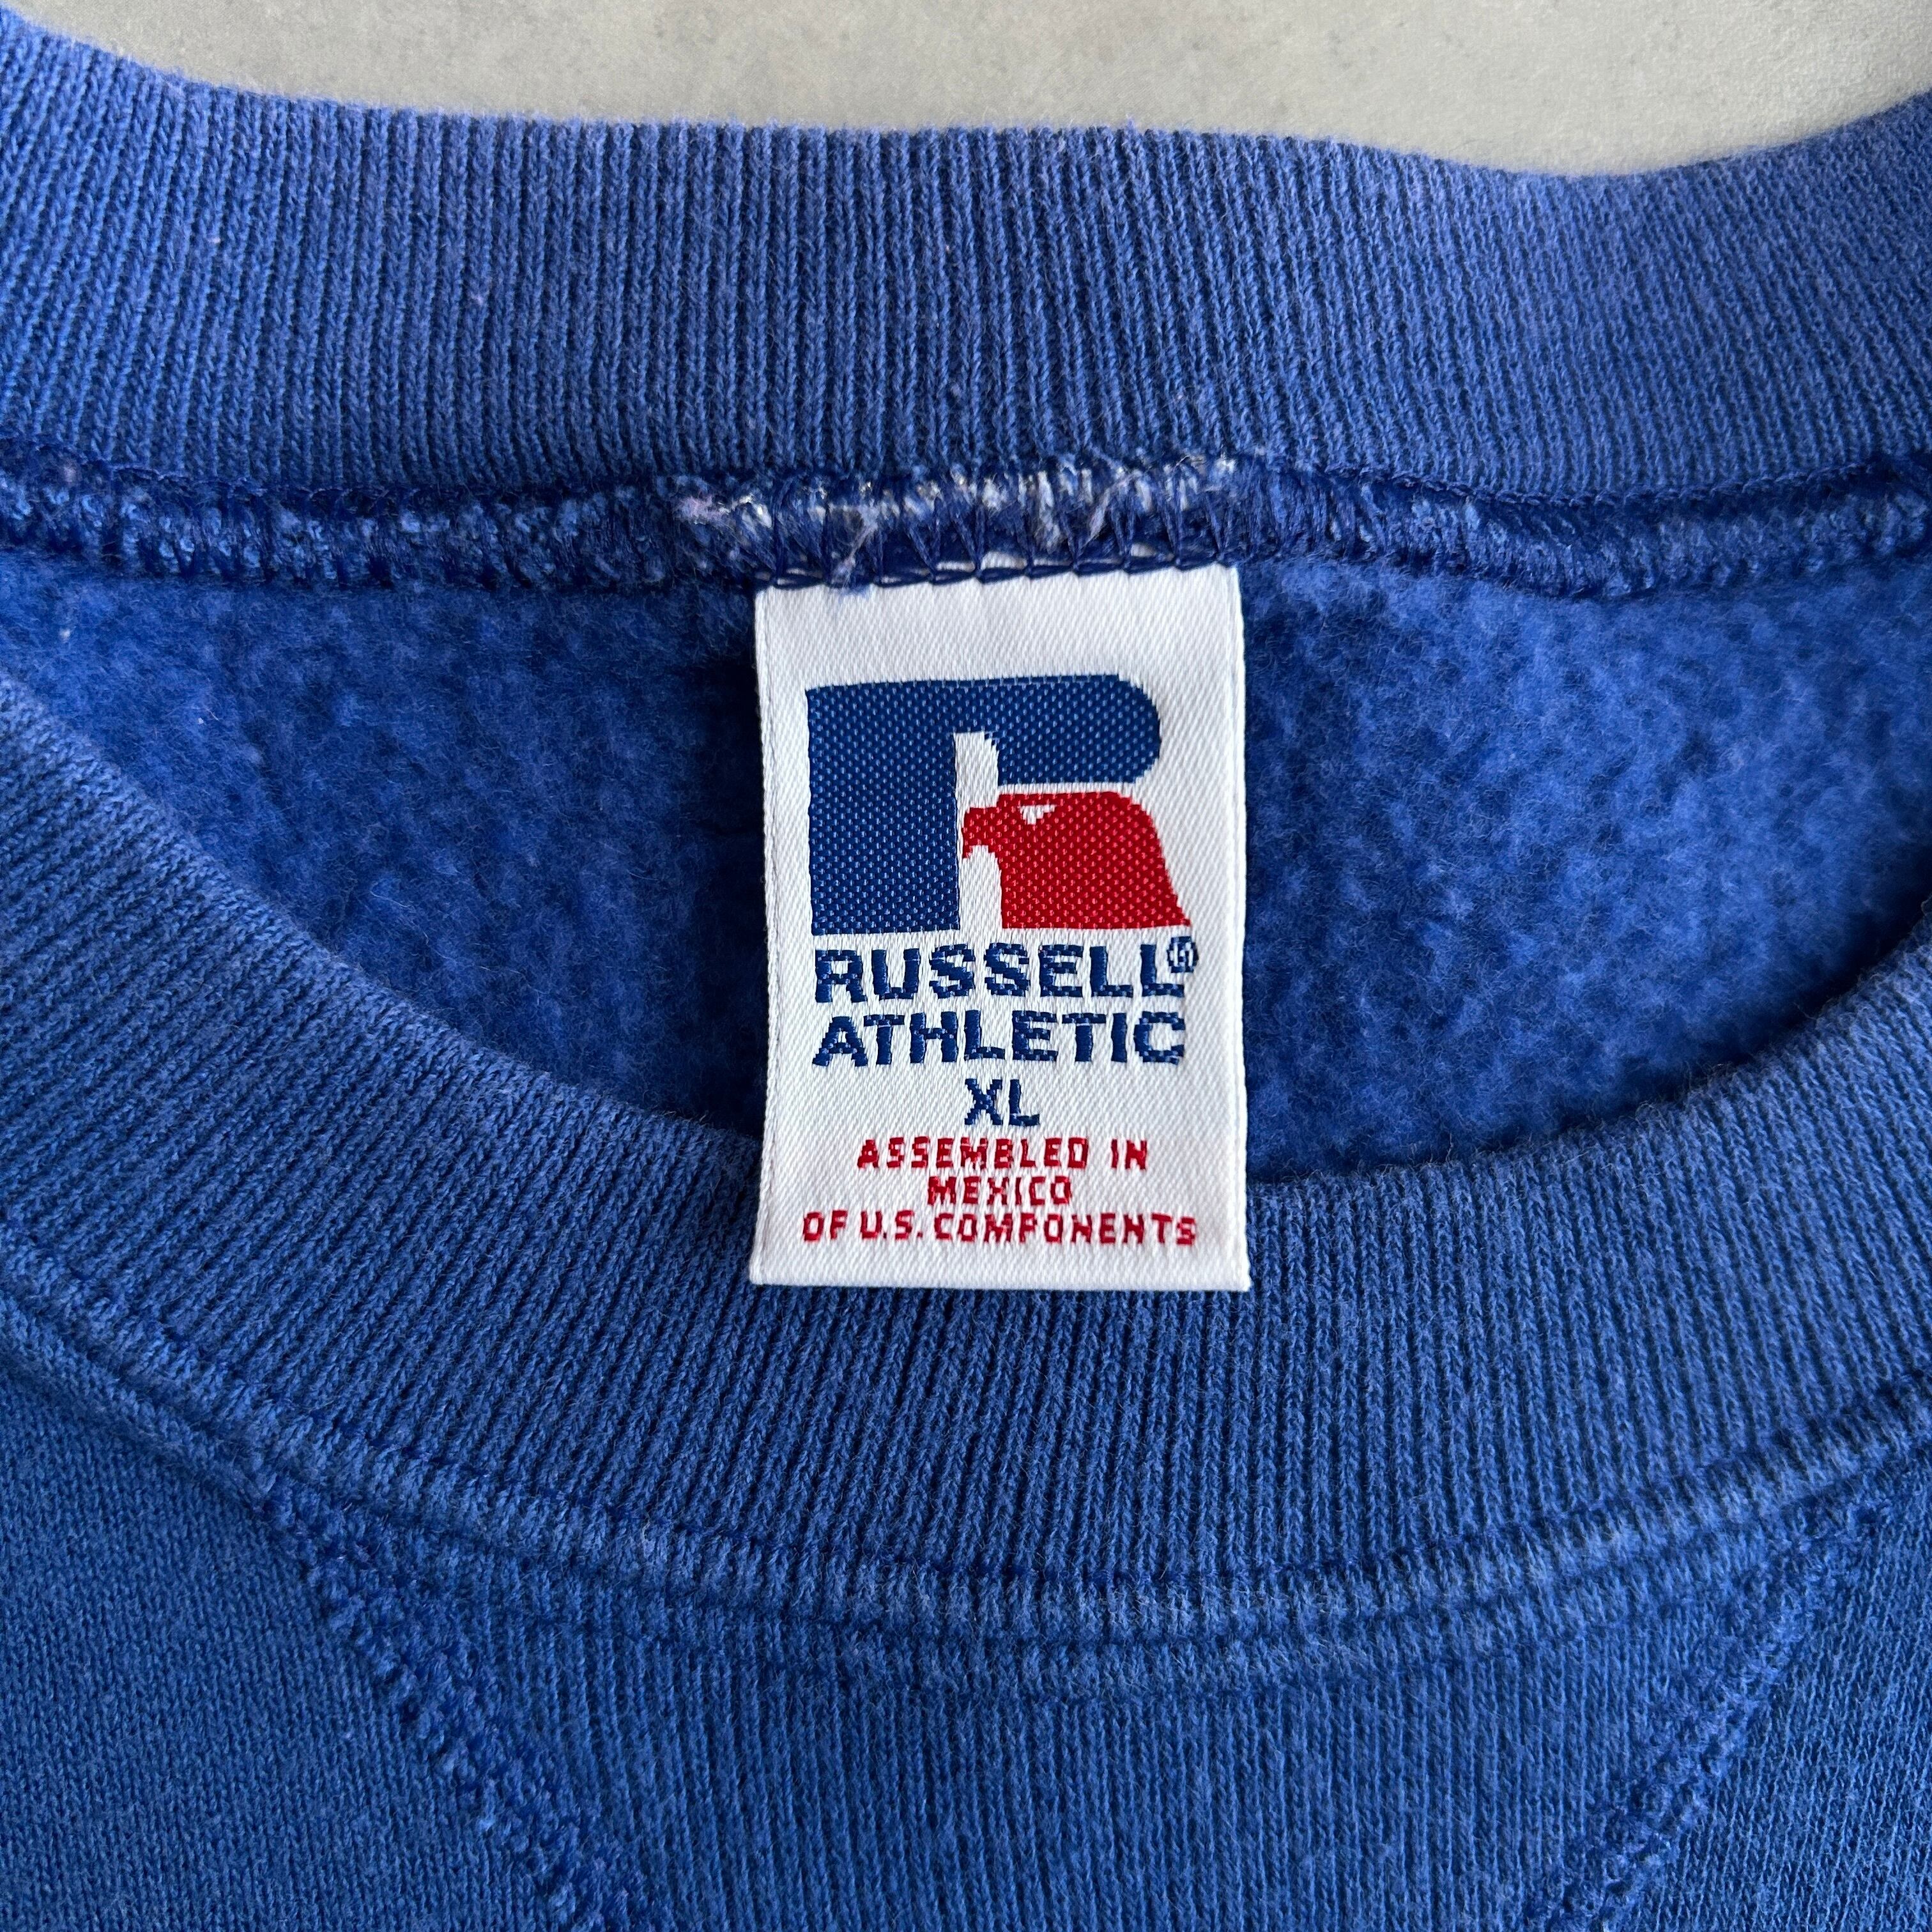 RUSSELL®
ATHLETIC
XL
ASSEMBLED IN
MEXICO
OF U.S. COMPONENTS